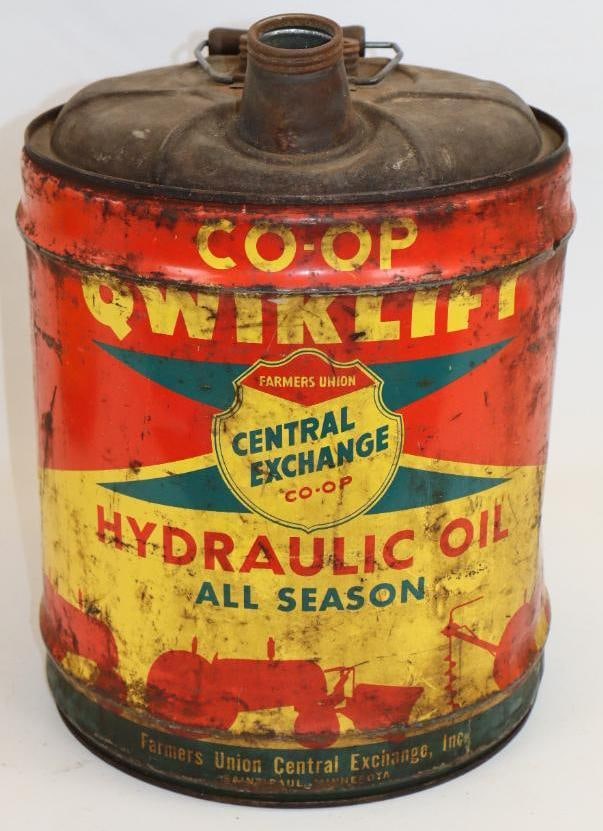 CO-OP
QWIKLIFT
FARMERS UNION
CENTRAL
EXCHANGE
CO-OP
HYDRAULIC OIL
ALL SEASON
Farmers Union Central Exchange, Inc.
SAINT PAUL, MINNESOTA